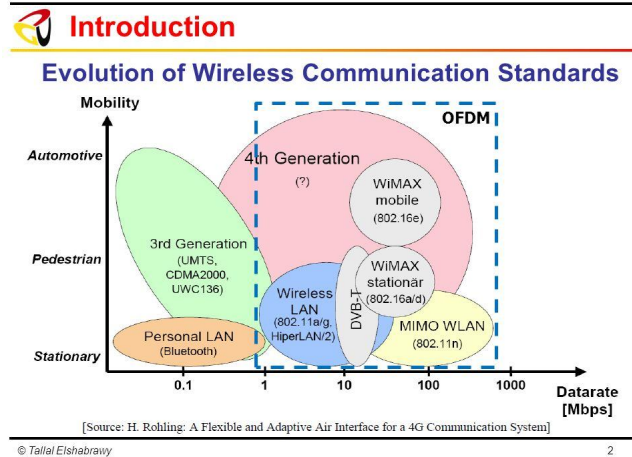 Introduction
Evolution of Wireless Communication Standards
Mobility
OFDM
Automotive
4th Generation
(?)
WiMAX
mobile
(802.16e)
3rd Generation
(UMTS,
CDMA2000,
UWC136)
Pedestrian
WiMAX
stationär
(802.16a/d)
Wireless
LAN
(802.11a/g,
HiperLAN/2)
DVB-T
MIMO WLAN
(802.11n)
Personal LAN
(Bluetooth)
Stationary
0.1 1 10 100 1000
Datarate
[Mbps]
[Source: H. Rohling: A Flexible and Adaptive Air Interface for a 4G Communication System]
© Tallal Elshabrawy 2